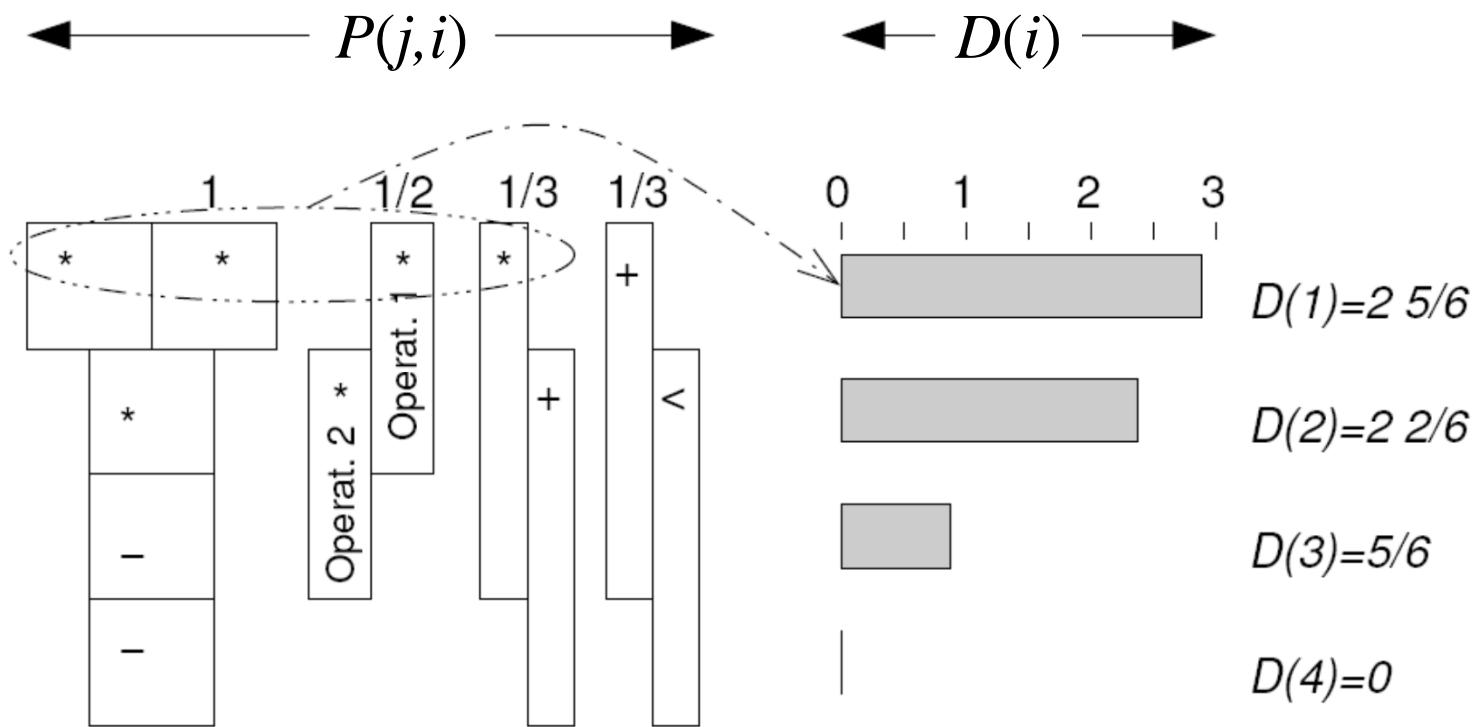 P(j,i) D(i)
1 1/2 1/3 1/3 0 1 2 3
* * * * +
D(1)=2 5/6
Operat. 1
* * + <
Operat. 2
D(2)=2 2/6
–
D(3)=5/6
–
D(4)=0